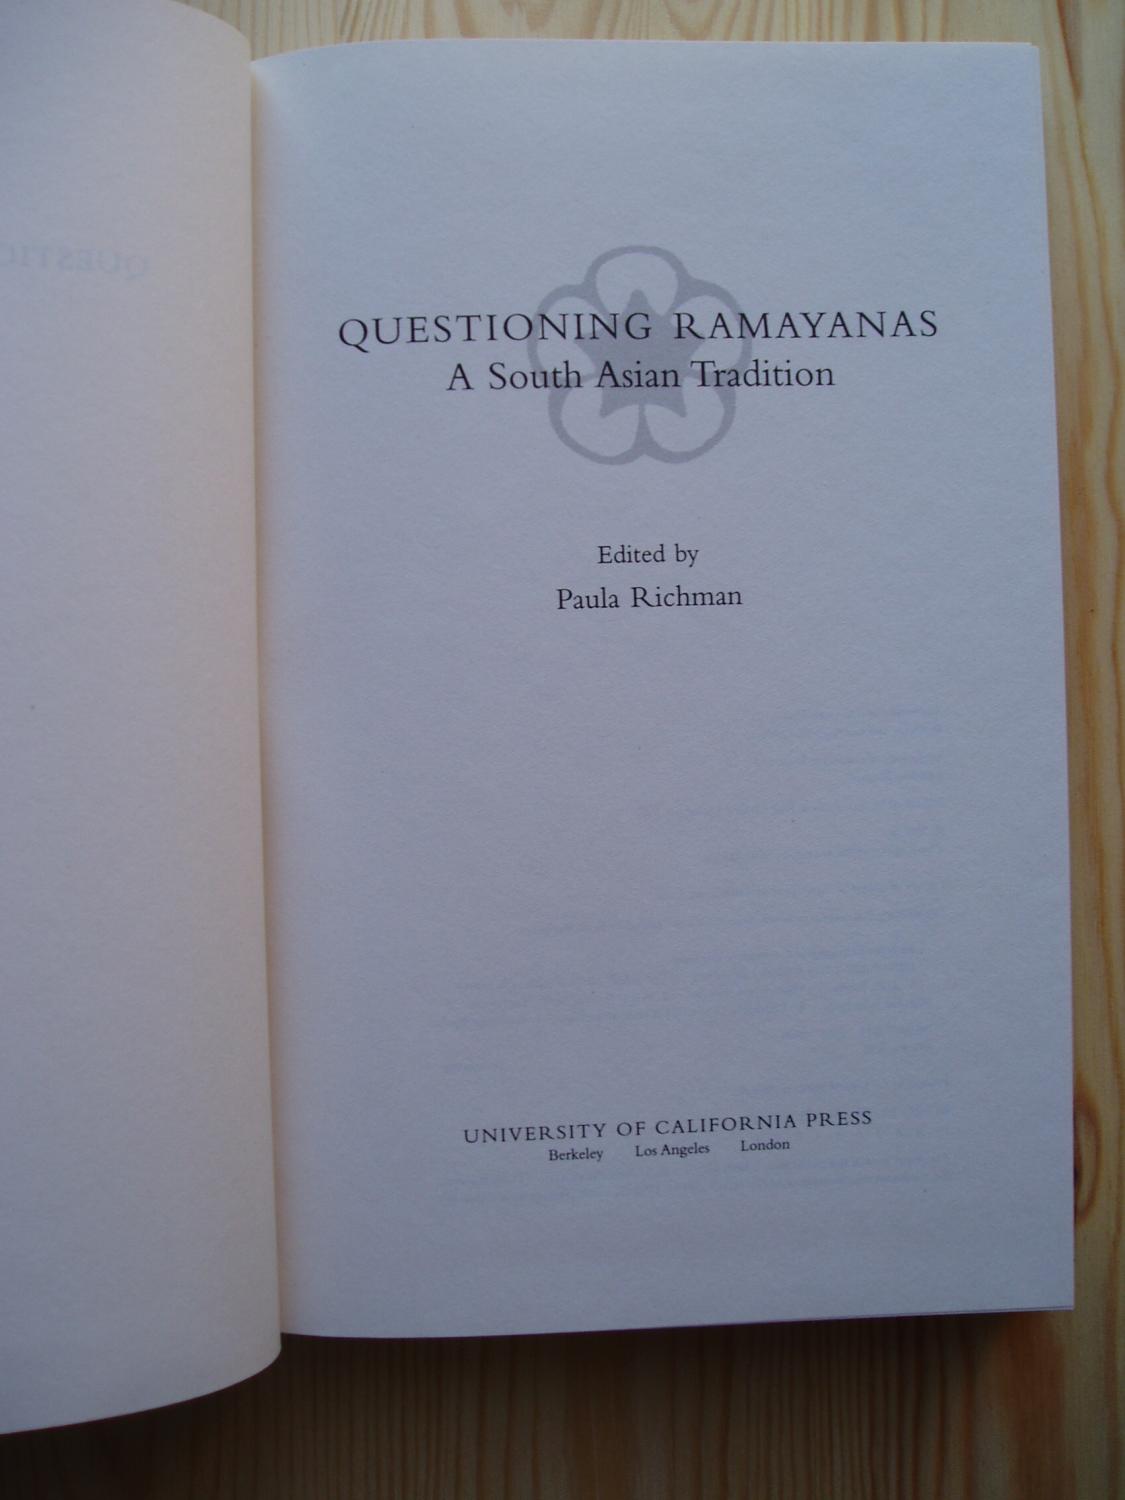 QUESTIONING RAMAYANAS
A South Asian Tradition
Edited by
Paula Richman
UNIVERSITY OF CALIFORNIA PRESS
Berkeley Los Angeles London